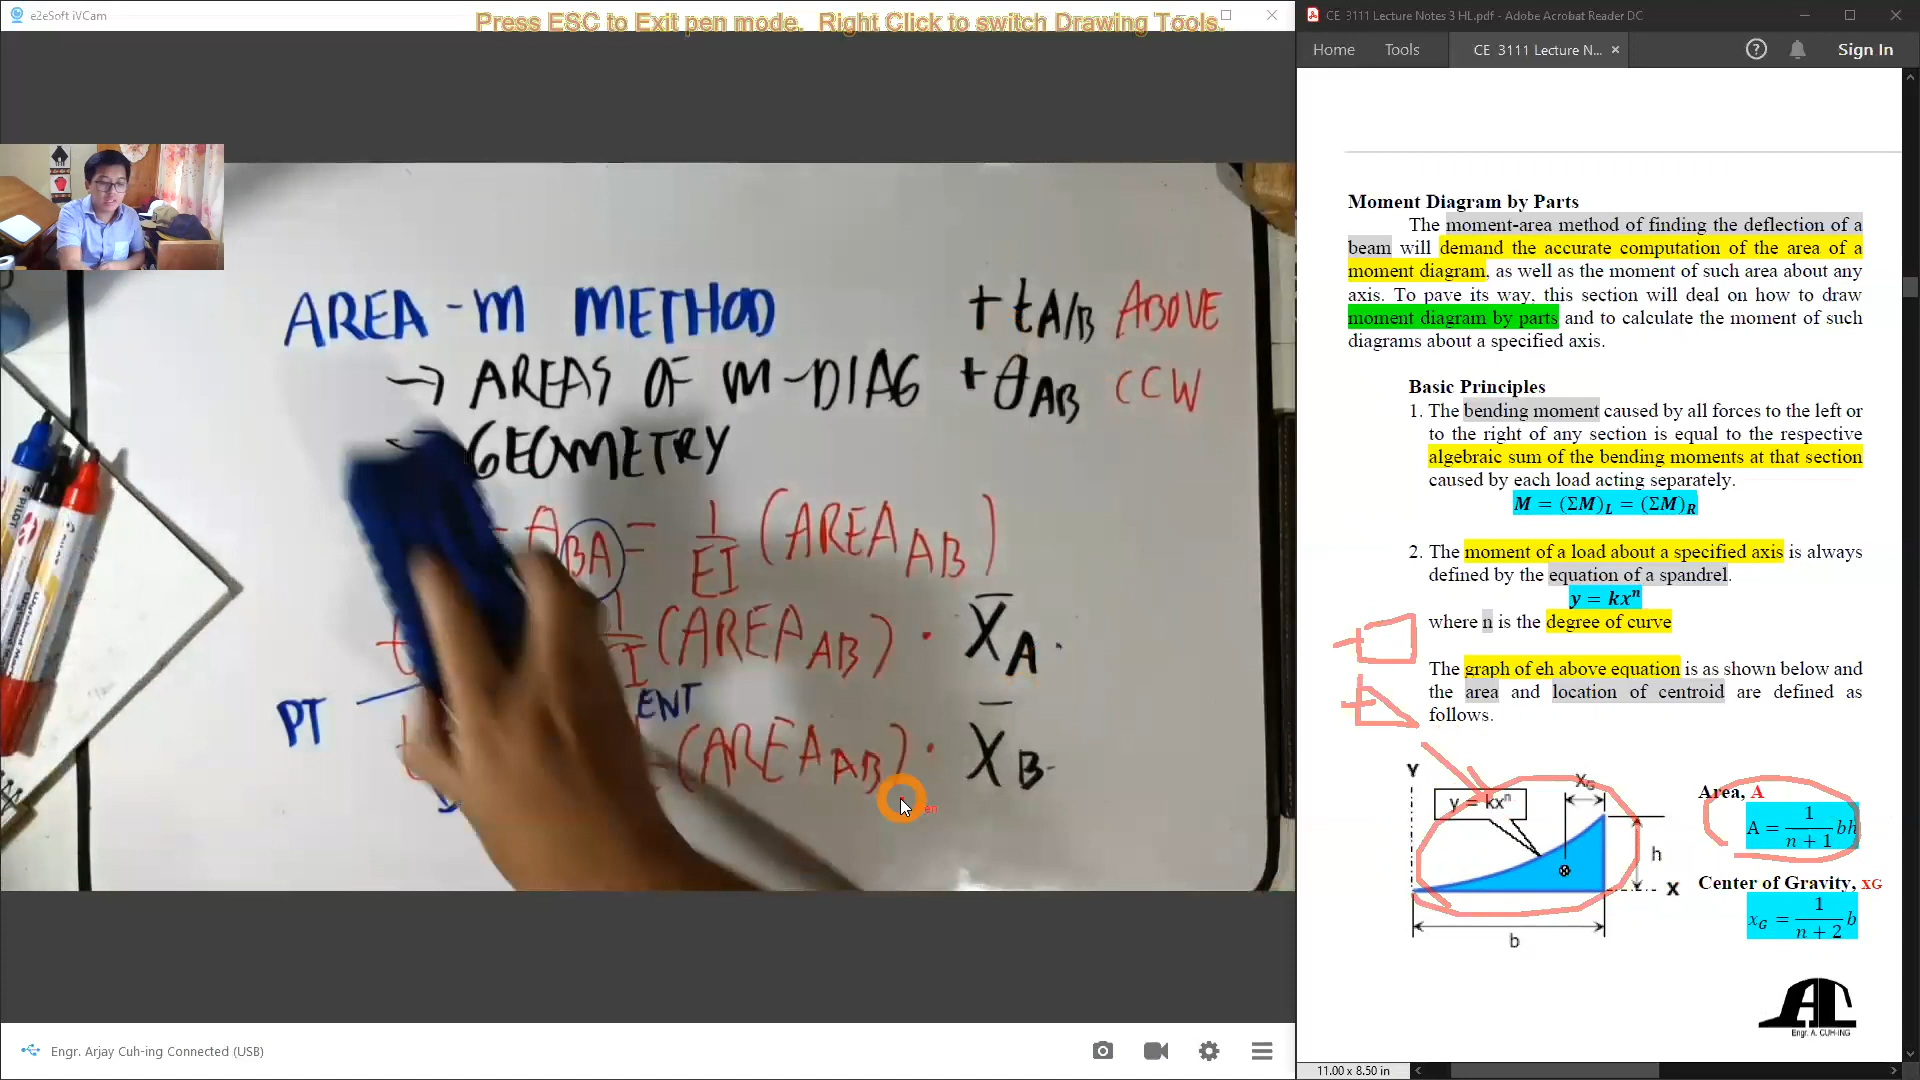 e2eSoft iVCam
Press ESC to Exit pen mode. Right Click to switch Drawing Tools.
AREA-M METHOD
+tA/B ABOVE
→ AREAS OF M-DIAG
+θAB CCW
GEOMETRY
BA = 1/EI (AREA AB)
(AREA AB) · X̄A
PT
ENT
(AREA AB) · X̄B
PILOT
Engr. Arjay Cuh-ing Connected (USB)
CE 3111 Lecture Notes 3 HL.pdf - Adobe Acrobat Reader DC
Home Tools CE 3111 Lecture N... × Sign In
Moment Diagram by Parts
The moment-area method of finding the deflection of a
beam will demand the accurate computation of the area of a
moment diagram, as well as the moment of such area about any
axis. To pave its way, this section will deal on how to draw
moment diagram by parts and to calculate the moment of such
diagrams about a specified axis.
Basic Principles
1. The bending moment caused by all forces to the left or
to the right of any section is equal to the respective
algebraic sum of the bending moments at that section
caused by each load acting separately.
M = (ΣM)L = (ΣM)R
2. The moment of a load about a specified axis is always
defined by the equation of a spandrel.
y = kxⁿ
where n is the degree of curve
The graph of eh above equation is as shown below and
the area and location of centroid are defined as
follows.
Y
XG
y = kxⁿ
h
X
b
Area, A
A = 1/(n + 1) bh
Center of Gravity, xG
xG = 1/(n + 2) b
Engr. A. CUH-ING
11.00 x 8.50 in